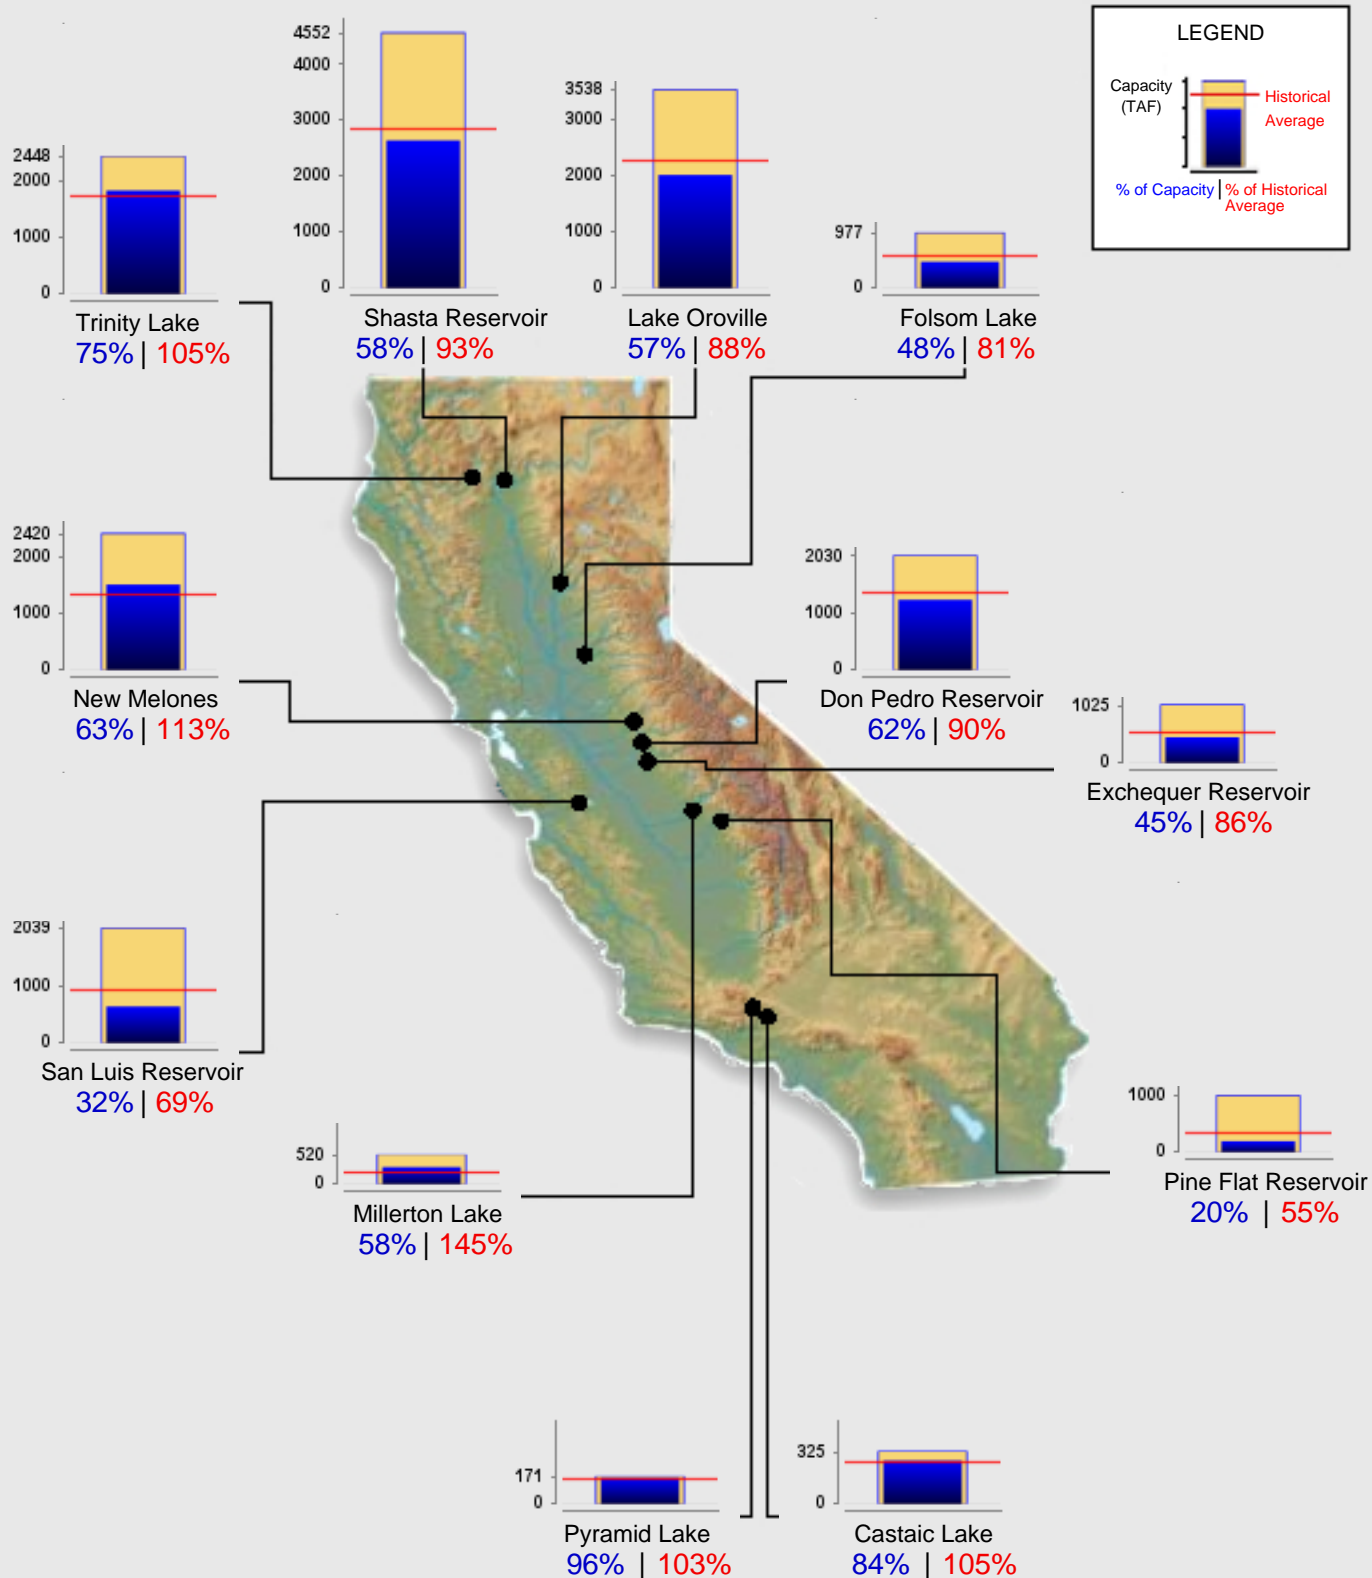 LEGEND
Capacity
(TAF)
Historical
Average
% of Capacity | % of Historical
Average
4552
4000
3000
2000
1000
0
Shasta Reservoir
58% | 93%
3538
3000
2000
1000
0
Lake Oroville
57% | 88%
2448
2000
1000
0
Trinity Lake
75% | 105%
977
0
Folsom Lake
48% | 81%
2420
2000
1000
0
New Melones
63% | 113%
2030
1000
0
Don Pedro Reservoir
62% | 90%
1025
0
Exchequer Reservoir
45% | 86%
2039
1000
0
San Luis Reservoir
32% | 69%
520
0
Millerton Lake
58% | 145%
1000
0
Pine Flat Reservoir
20% | 55%
171
0
Pyramid Lake
96% | 103%
325
0
Castaic Lake
84% | 105%